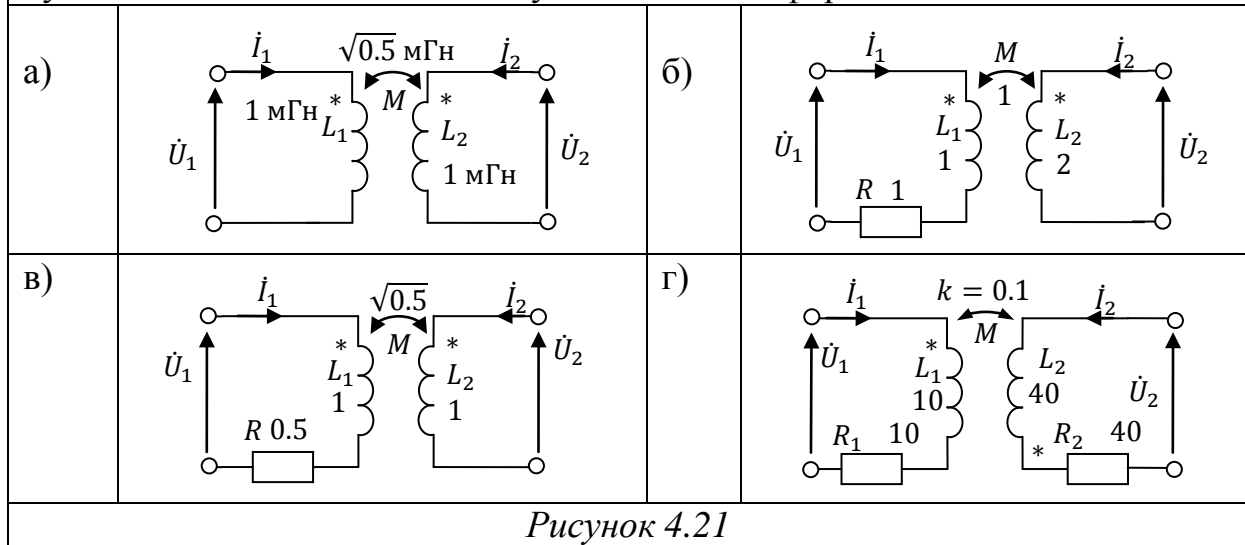 а)
İ₁
√0.5 мГн
İ₂
*
*
M
1 мГн
L₁
L₂
U̇₁
U̇₂
1 мГн
б)
İ₁
M
İ₂
1
*
*
L₁
L₂
U̇₁
1
2
U̇₂
R 1
в)
İ₁
√0.5
İ₂
*
M
*
U̇₁
L₁
L₂
U̇₂
1
1
R 0.5
г)
İ₁
k = 0.1
İ₂
*
M
U̇₁
L₁
L₂
10
40
U̇₂
R₁ 10
* R₂ 40
Рисунок 4.21